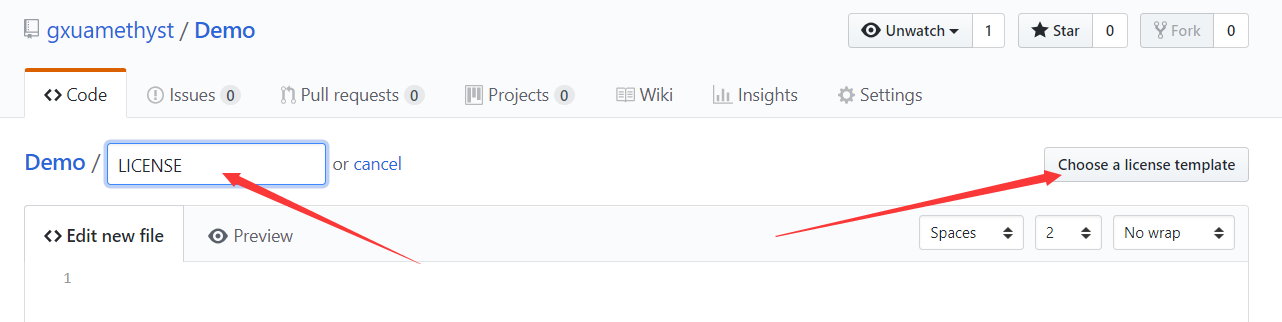 gxuamethyst / Demo
Unwatch 1 Star 0 Fork 0
Code Issues 0 Pull requests 0 Projects 0 Wiki Insights Settings
Demo / LICENSE or cancel Choose a license template
Edit new file Preview Spaces 2 No wrap
1